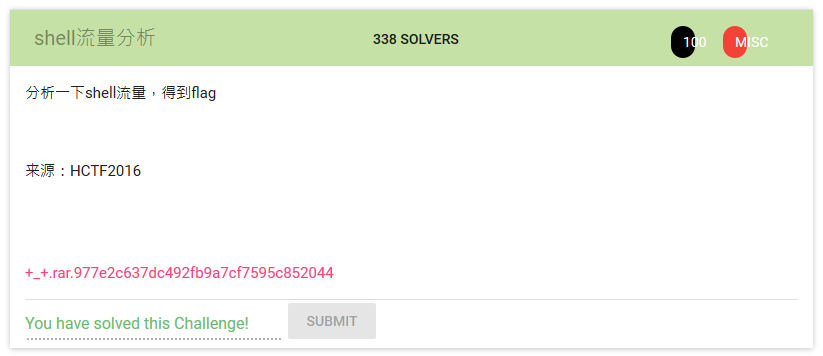 shell流量分析
338 SOLVERS
100
MISC
分析一下shell流量，得到flag
来源：HCTF2016
+_+.rar.977e2c637dc492fb9a7cf7595c852044
You have solved this Challenge!
SUBMIT